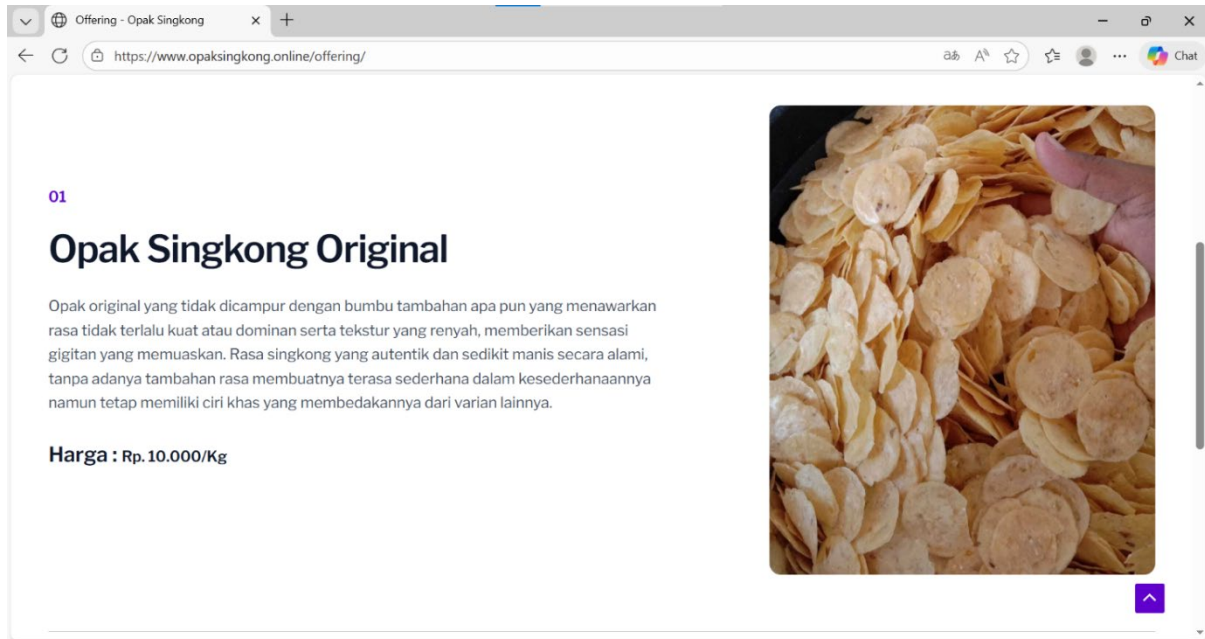 Offering - Opak Singkong
https://www.opaksingkong.online/offering/
Chat
01
Opak Singkong Original
Opak original yang tidak dicampur dengan bumbu tambahan apa pun yang menawarkan
rasa tidak terlalu kuat atau dominan serta tekstur yang renyah, memberikan sensasi
gigitan yang memuaskan. Rasa singkong yang autentik dan sedikit manis secara alami,
tanpa adanya tambahan rasa membuatnya terasa sederhana dalam kesederhanaannya
namun tetap memiliki ciri khas yang membedakannya dari varian lainnya.
Harga : Rp. 10.000/Kg